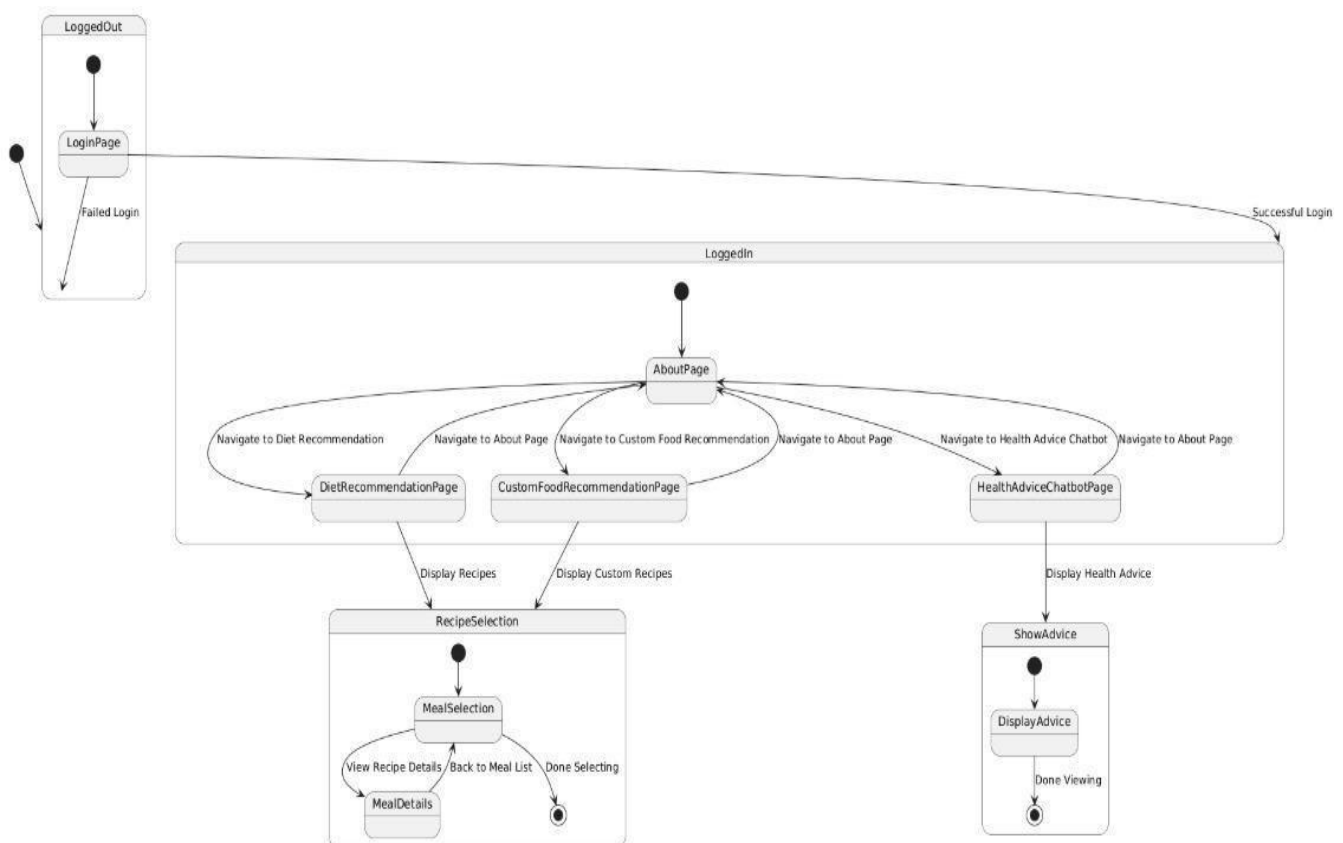 LoggedOut
LoginPage
Failed Login
Successful Login
LoggedIn
AboutPage
Navigate to Diet Recommendation
Navigate to About Page
Navigate to Custom Food Recommendation
Navigate to About Page
Navigate to Health Advice Chatbot
Navigate to About Page
DietRecommendationPage
CustomFoodRecommendationPage
HealthAdviceChatbotPage
Display Recipes
Display Custom Recipes
Display Health Advice
RecipeSelection
ShowAdvice
MealSelection
DisplayAdvice
View Recipe Details
Back to Meal List
Done Selecting
Done Viewing
MealDetails